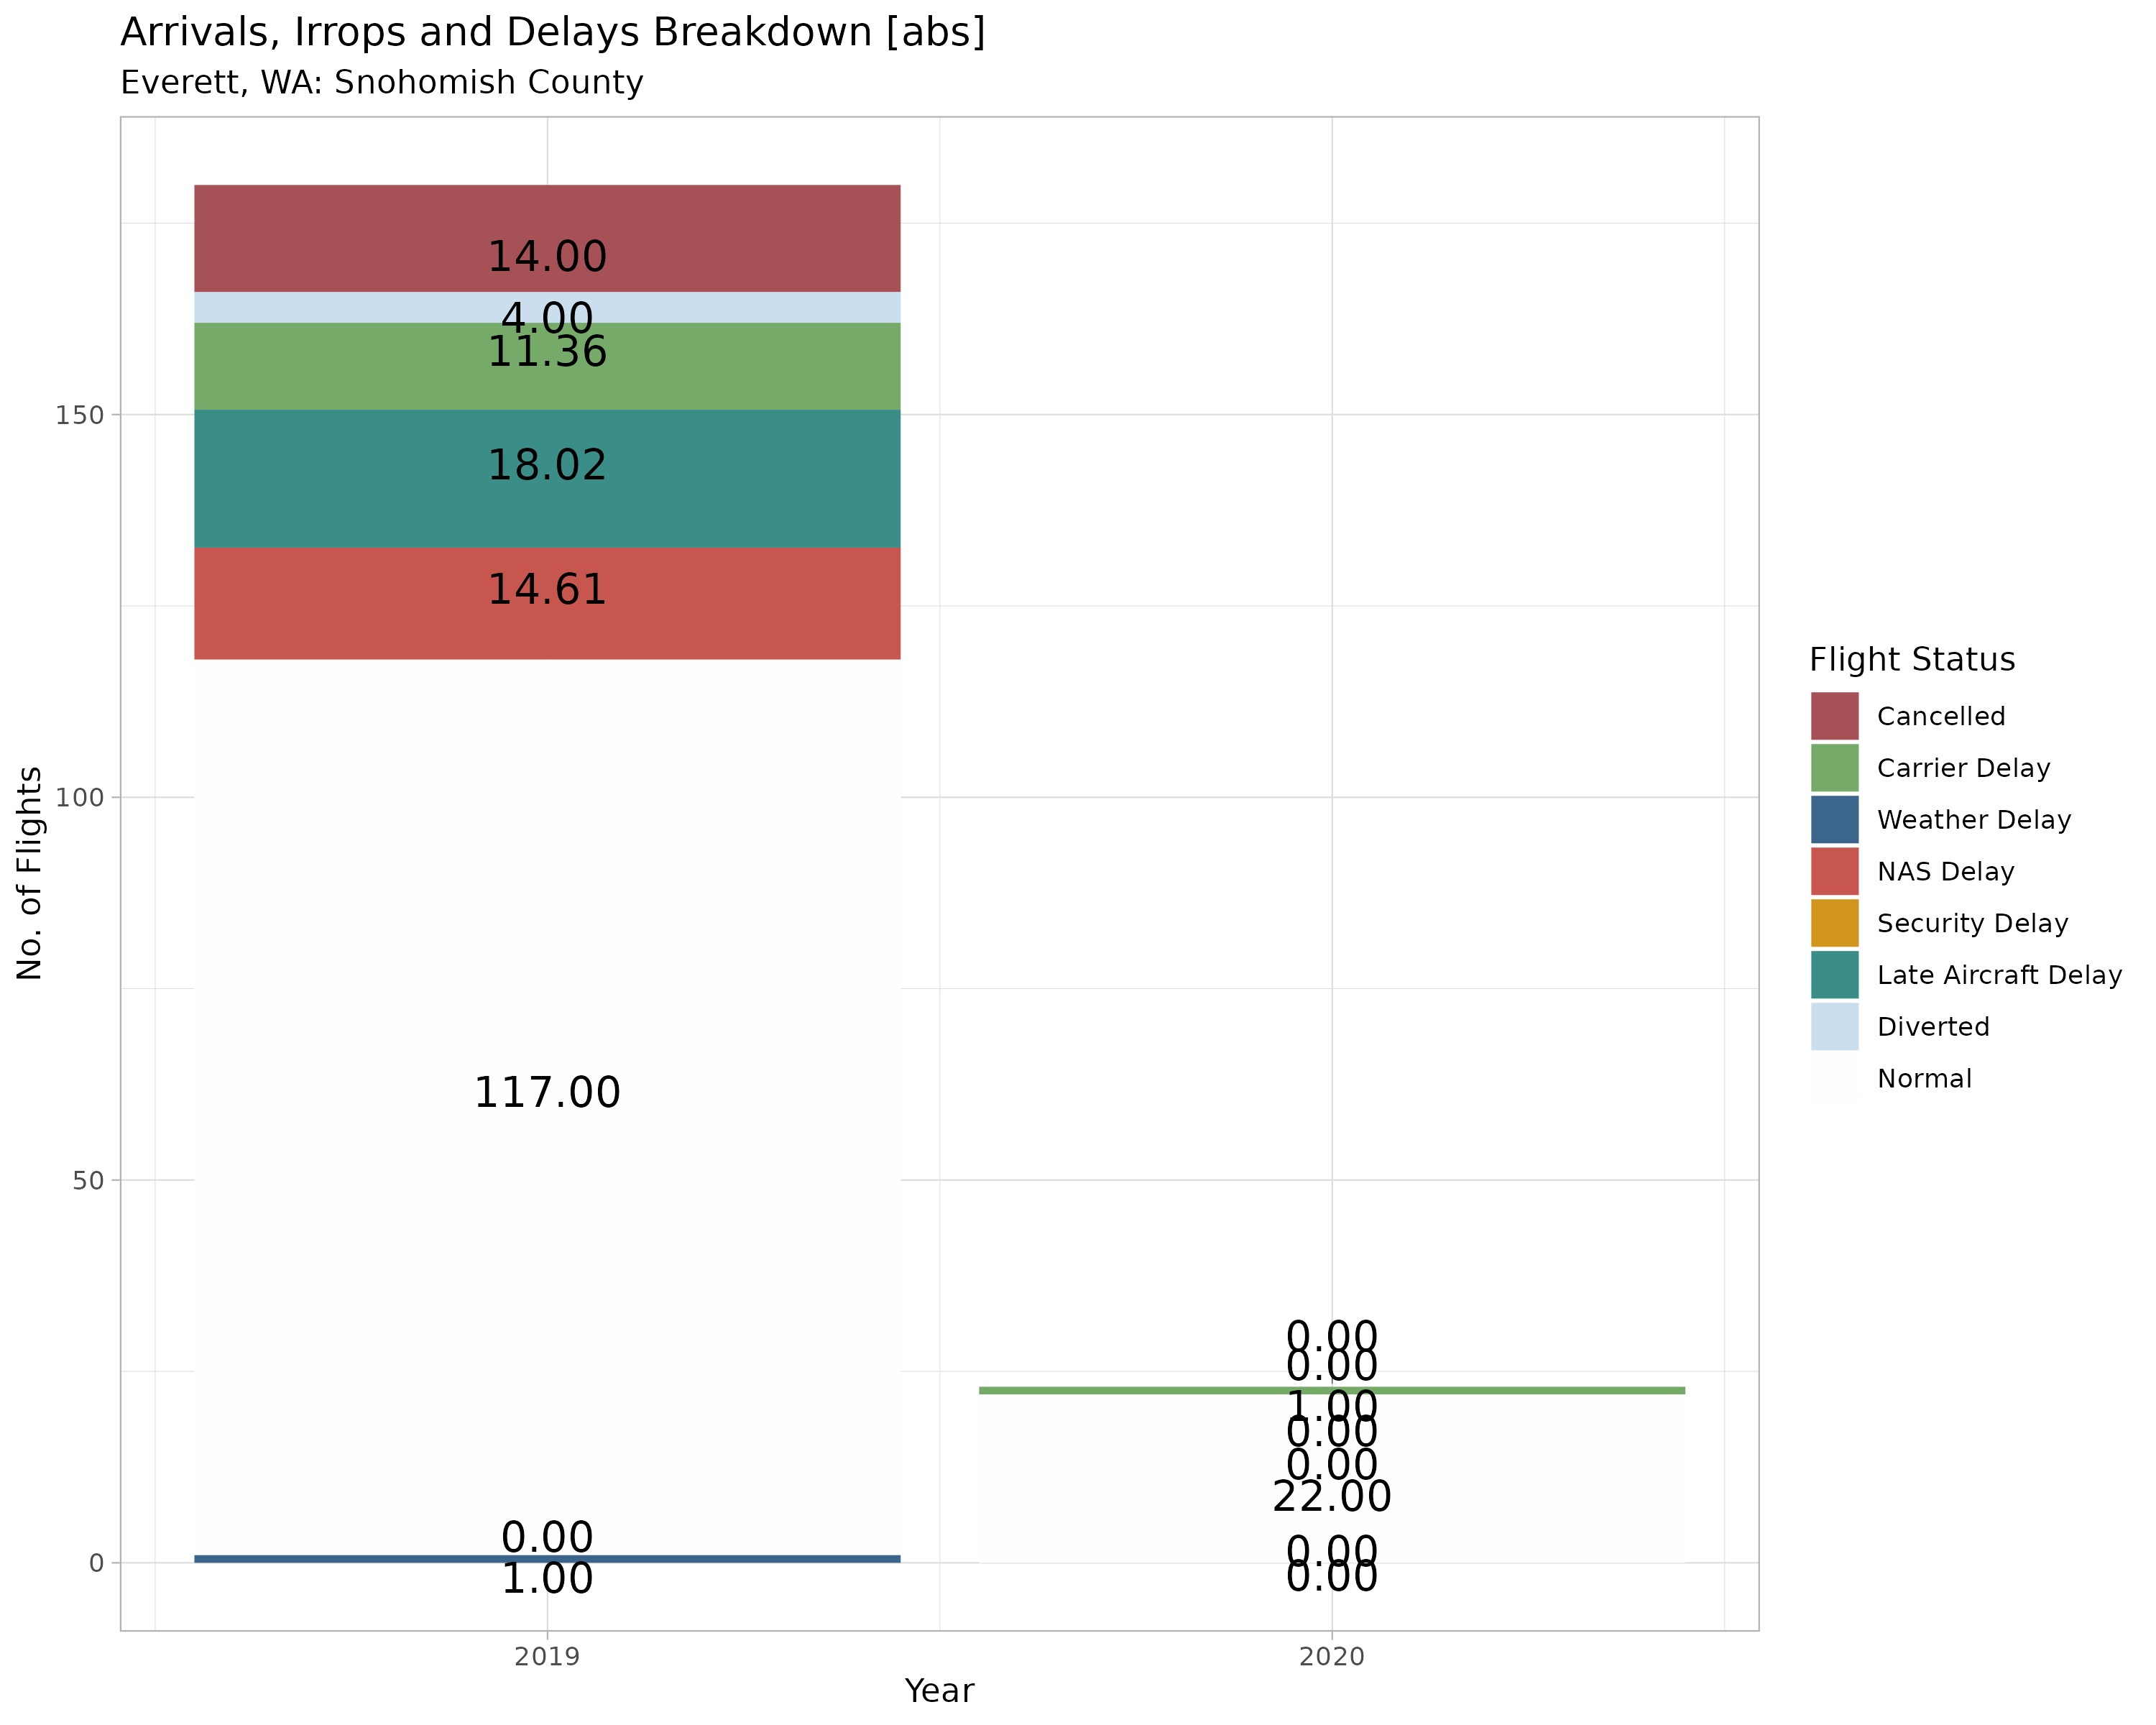 Arrivals, Irrops and Delays Breakdown [abs]
Everett, WA: Snohomish County
No. of Flights
150
100
50
0
14.00
4.00
11.36
18.02
14.61
117.00
0.00
1.00
0.00
0.00
1.00
0.00
0.00
22.00
0.00
0.00
2019
2020
Year
Flight Status
Cancelled
Carrier Delay
Weather Delay
NAS Delay
Security Delay
Late Aircraft Delay
Diverted
Normal